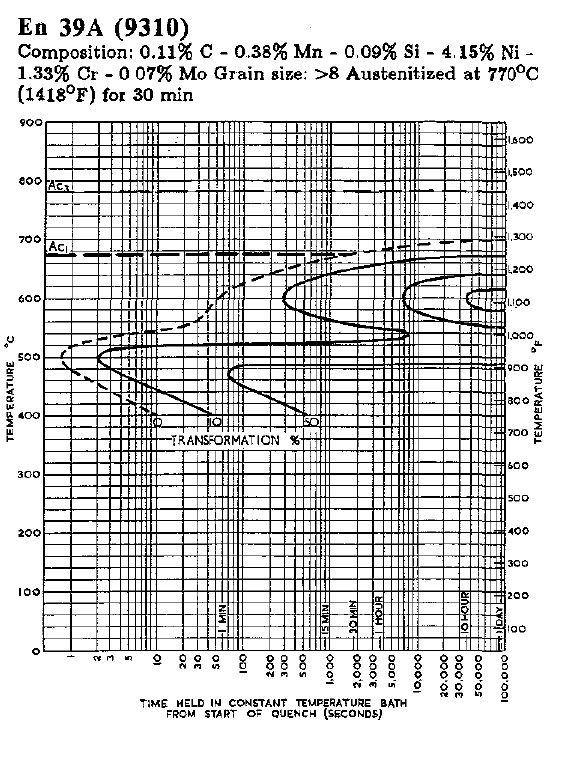 En 39A (9310)
Composition: 0.11% C - 0.38% Mn - 0.09% Si - 4.15% Ni -
1.33% Cr - 0 07% Mo Grain size: >8 Austenitized at 770°C
(1418°F) for 30 min
900
800
700
600
500
400
300
200
100
0
TEMPERATURE °C
Ac3
Ac1
0 10 50
TRANSFORMATION %
1,600
1,500
1,400
1,300
1,200
1,100
1,000
900
800
700
600
500
400
300
200
100
TEMPERATURE °F
1 MIN
15 MIN
30 MIN
1 HOUR
10 HOUR
1 DAY
1 2 3 5 10 20 30 50 100 200 300 500 1,000 2,000 3,000 5,000 10,000 20,000 30,000 50,000 100,000
TIME HELD IN CONSTANT TEMPERATURE BATH
FROM START OF QUENCH (SECONDS)